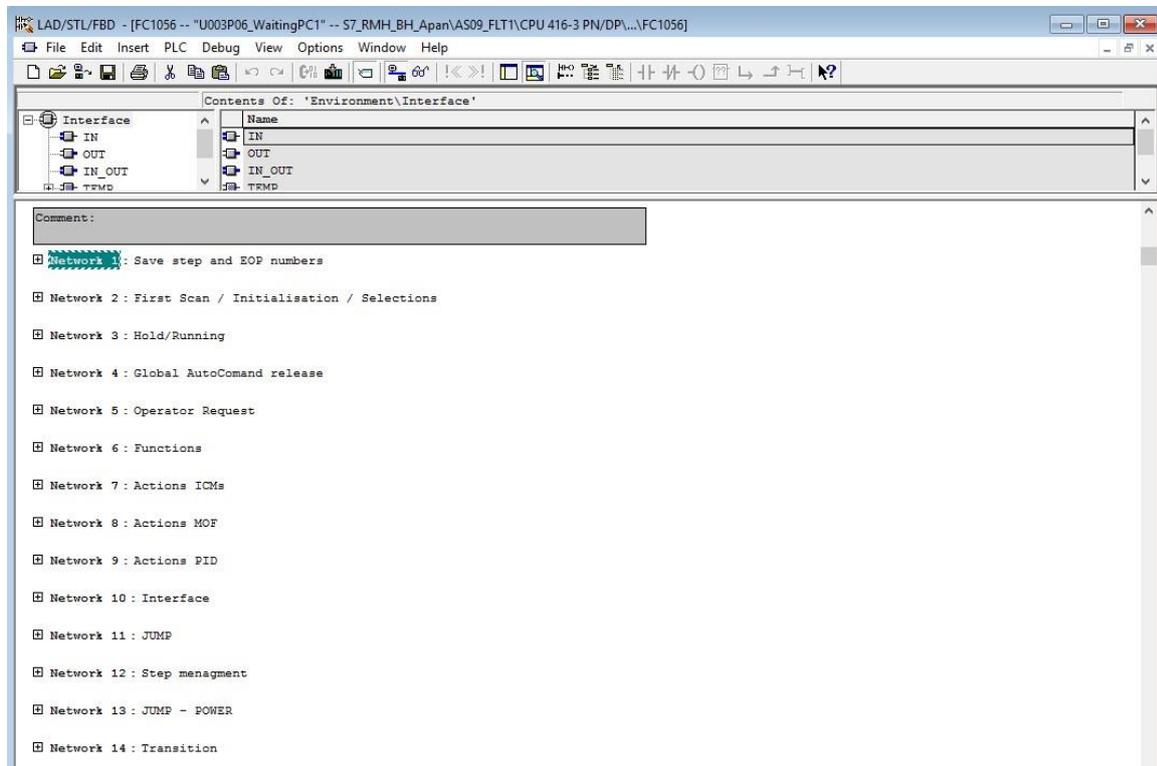 LAD/STL/FBD - [FC1056 -- "U003P06_WaitingPC1" -- S7_RMH_BH_Apan\AS09_FLT1\CPU 416-3 PN/DP\...\FC1056]
File Edit Insert PLC Debug View Options Window Help
Contents Of: 'Environment\Interface'
Interface
IN
OUT
IN_OUT
TEMP
Name
IN
OUT
IN_OUT
TEMP
Comment:
Network 1: Save step and EOP numbers
Network 2 : First Scan / Initialisation / Selections
Network 3 : Hold/Running
Network 4 : Global AutoComand release
Network 5 : Operator Request
Network 6 : Functions
Network 7 : Actions ICMs
Network 8 : Actions MOF
Network 9 : Actions PID
Network 10 : Interface
Network 11 : JUMP
Network 12 : Step menagment
Network 13 : JUMP - POWER
Network 14 : Transition